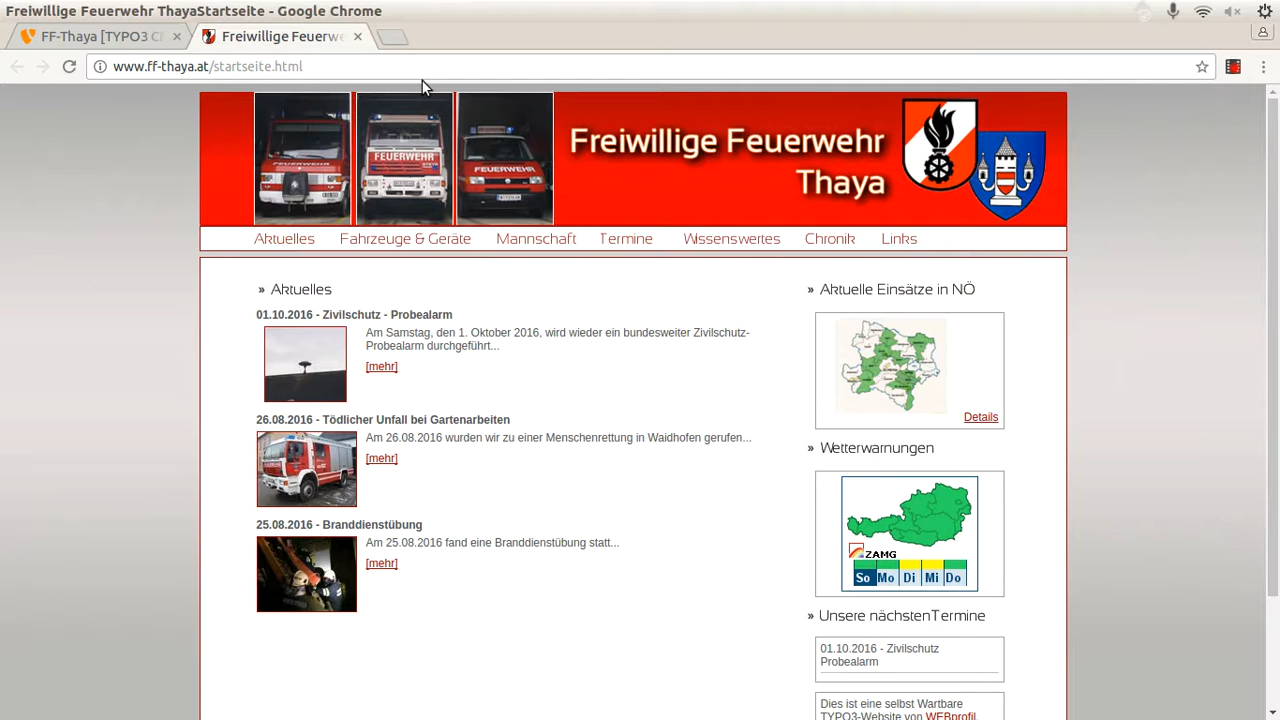 Freiwillige Feuerwehr ThayaStartseite - Google Chrome
FF-Thaya [TYPO3 C
Freiwillige Feuerw
www.ff-thaya.at/startseite.html
FEUERWEHR
FEUERWEHR
FEUERWEHR
Freiwillige Feuerwehr
Thaya
Aktuelles Fahrzeuge & Geräte Mannschaft Termine Wissenswertes Chronik Links
» Aktuelles
01.10.2016 - Zivilschutz - Probealarm
Am Samstag, den 1. Oktober 2016, wird wieder ein bundesweiter Zivilschutz-
Probealarm durchgeführt...
[mehr]
26.08.2016 - Tödlicher Unfall bei Gartenarbeiten
Am 26.08.2016 wurden wir zu einer Menschenrettung in Waidhofen gerufen...
[mehr]
25.08.2016 - Branddienstübung
Am 25.08.2016 fand eine Branddienstübung statt...
[mehr]
» Aktuelle Einsätze in NÖ
Details
» Wetterwarnungen
ZAMG
So Mo Di Mi Do
» Unsere nächstenTermine
01.10.2016 - Zivilschutz
Probealarm
Dies ist eine selbst Wartbare
TYPO3-Website von WEBprofil.